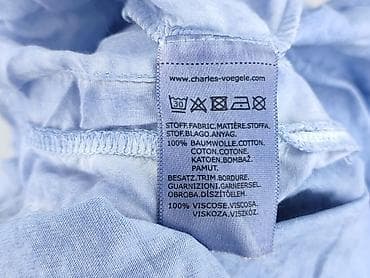 www.charles-voegele.com
30
STOFF.FABRIC.MATIÈRE.STOFFA.
STOF.BLAGO.ANYAG.
100% BAUMWOLLE.COTTON.
COTON.COTONE.
KATOEN.BOMBAŽ.
PAMUT.
BESATZ.TRIM.BORDURE.
GUARNIZIONI.GARNEERSEL.
OBROBA.DÍSZÍTŐELEM.
100% VISCOSE.VISCOSE.
VISKOZA.VISZKÓZ.